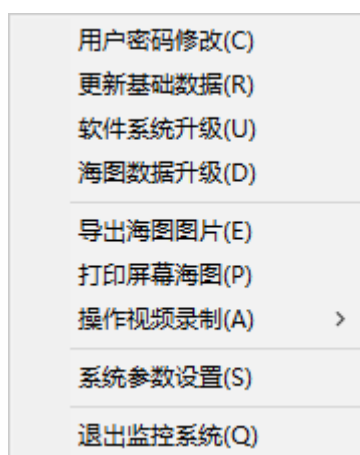 用户密码修改(C)
更新基础数据(R)
软件系统升级(U)
海图数据升级(D)
导出海图图片(E)
打印屏幕海图(P)
操作视频录制(A)
系统参数设置(S)
退出监控系统(Q)